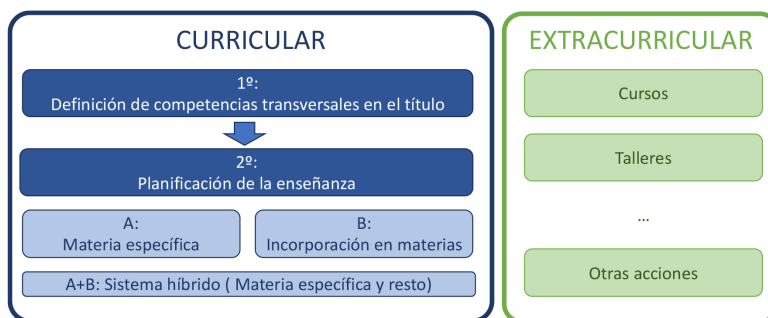 CURRICULAR
1º:
Definición de competencias transversales en el título
2º:
Planificación de la enseñanza
A:
Materia específica
B:
Incorporación en materias
A+B: Sistema híbrido ( Materia específica y resto)
EXTRACURRICULAR
Cursos
Talleres
...
Otras acciones